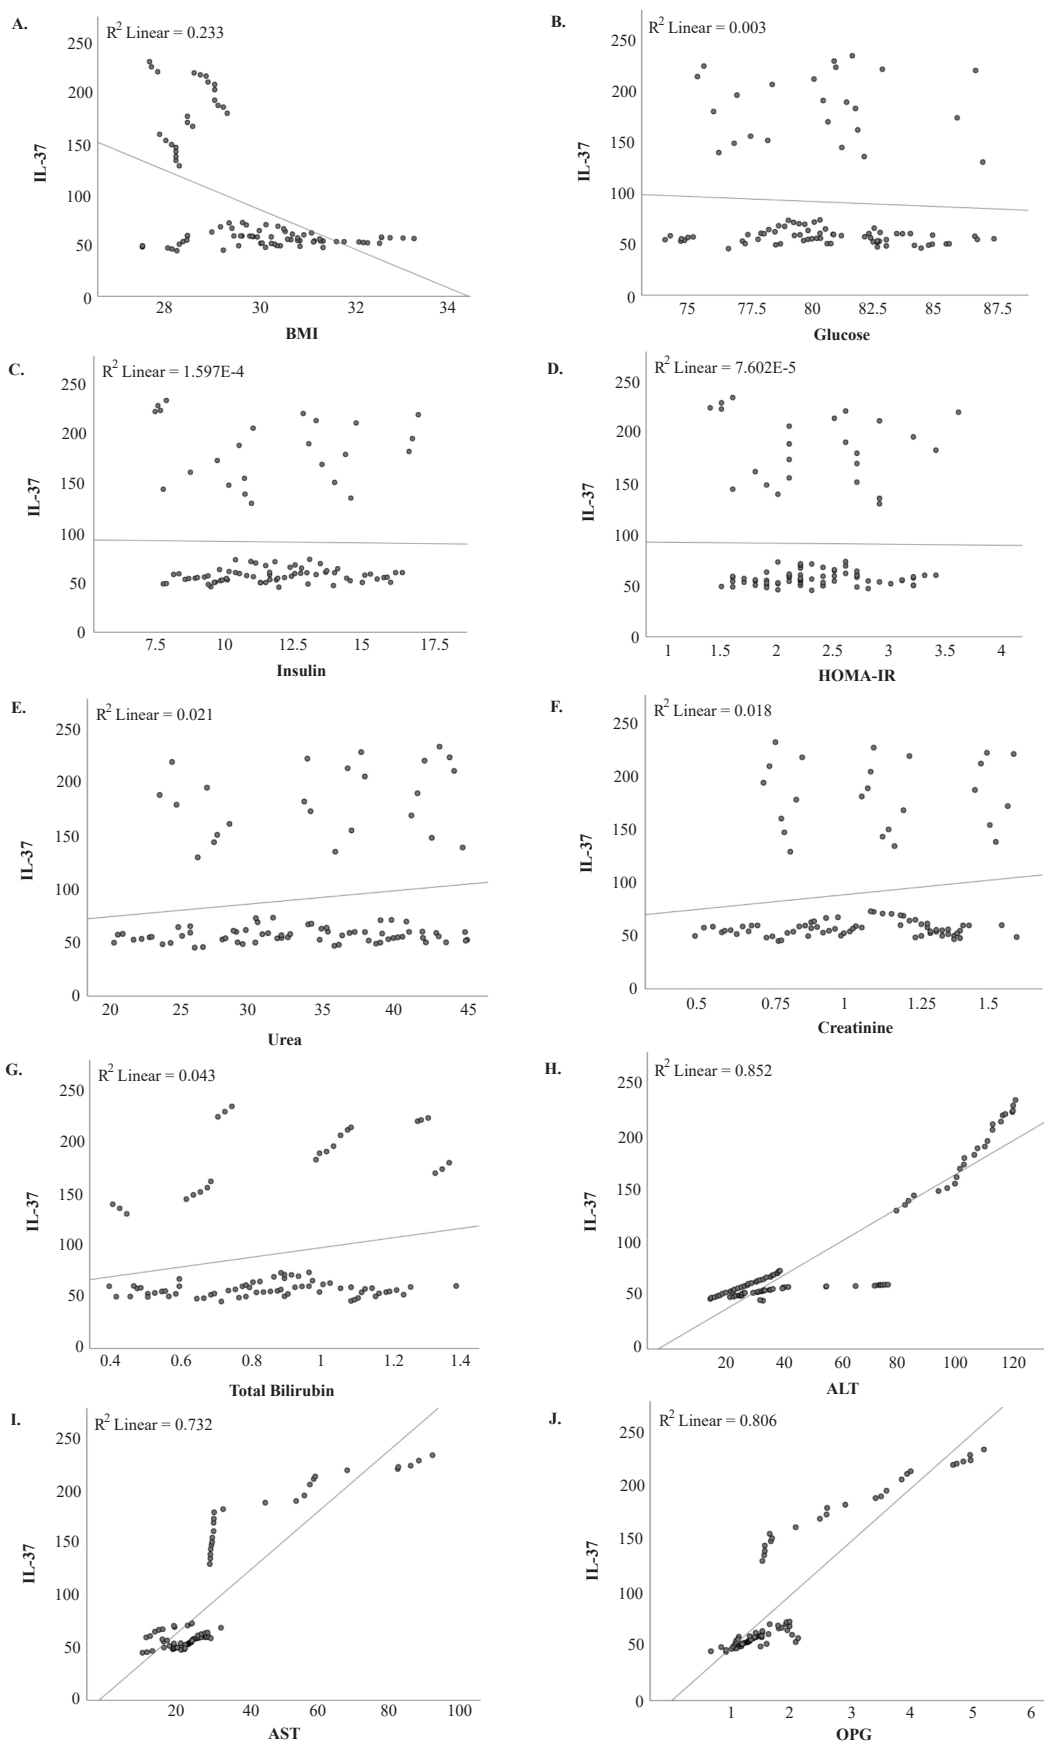 A.
R² Linear = 0.233
250
200
150
100
50
0
IL-37
28
30
32
34
BMI
B.
R² Linear = 0.003
250
200
150
100
50
0
IL-37
75
77.5
80
82.5
85
87.5
Glucose
C.
R² Linear = 1.597E-4
250
200
150
100
50
0
IL-37
7.5
10
12.5
15
17.5
Insulin
D.
R² Linear = 7.602E-5
250
200
150
100
50
0
IL-37
1
1.5
2
2.5
3
3.5
4
HOMA-IR
E.
R² Linear = 0.021
250
200
150
100
50
0
IL-37
20
25
30
35
40
45
Urea
F.
R² Linear = 0.018
250
200
150
100
50
0
IL-37
0.5
0.75
1
1.25
1.5
Creatinine
G.
R² Linear = 0.043
250
200
150
100
50
0
IL-37
0.4
0.6
0.8
1
1.2
1.4
Total Bilirubin
H.
R² Linear = 0.852
250
200
150
100
50
0
IL-37
20
40
60
80
100
120
ALT
I.
R² Linear = 0.732
250
200
150
100
50
0
IL-37
20
40
60
80
100
AST
J.
R² Linear = 0.806
250
200
150
100
50
0
IL-37
1
2
3
4
5
6
OPG